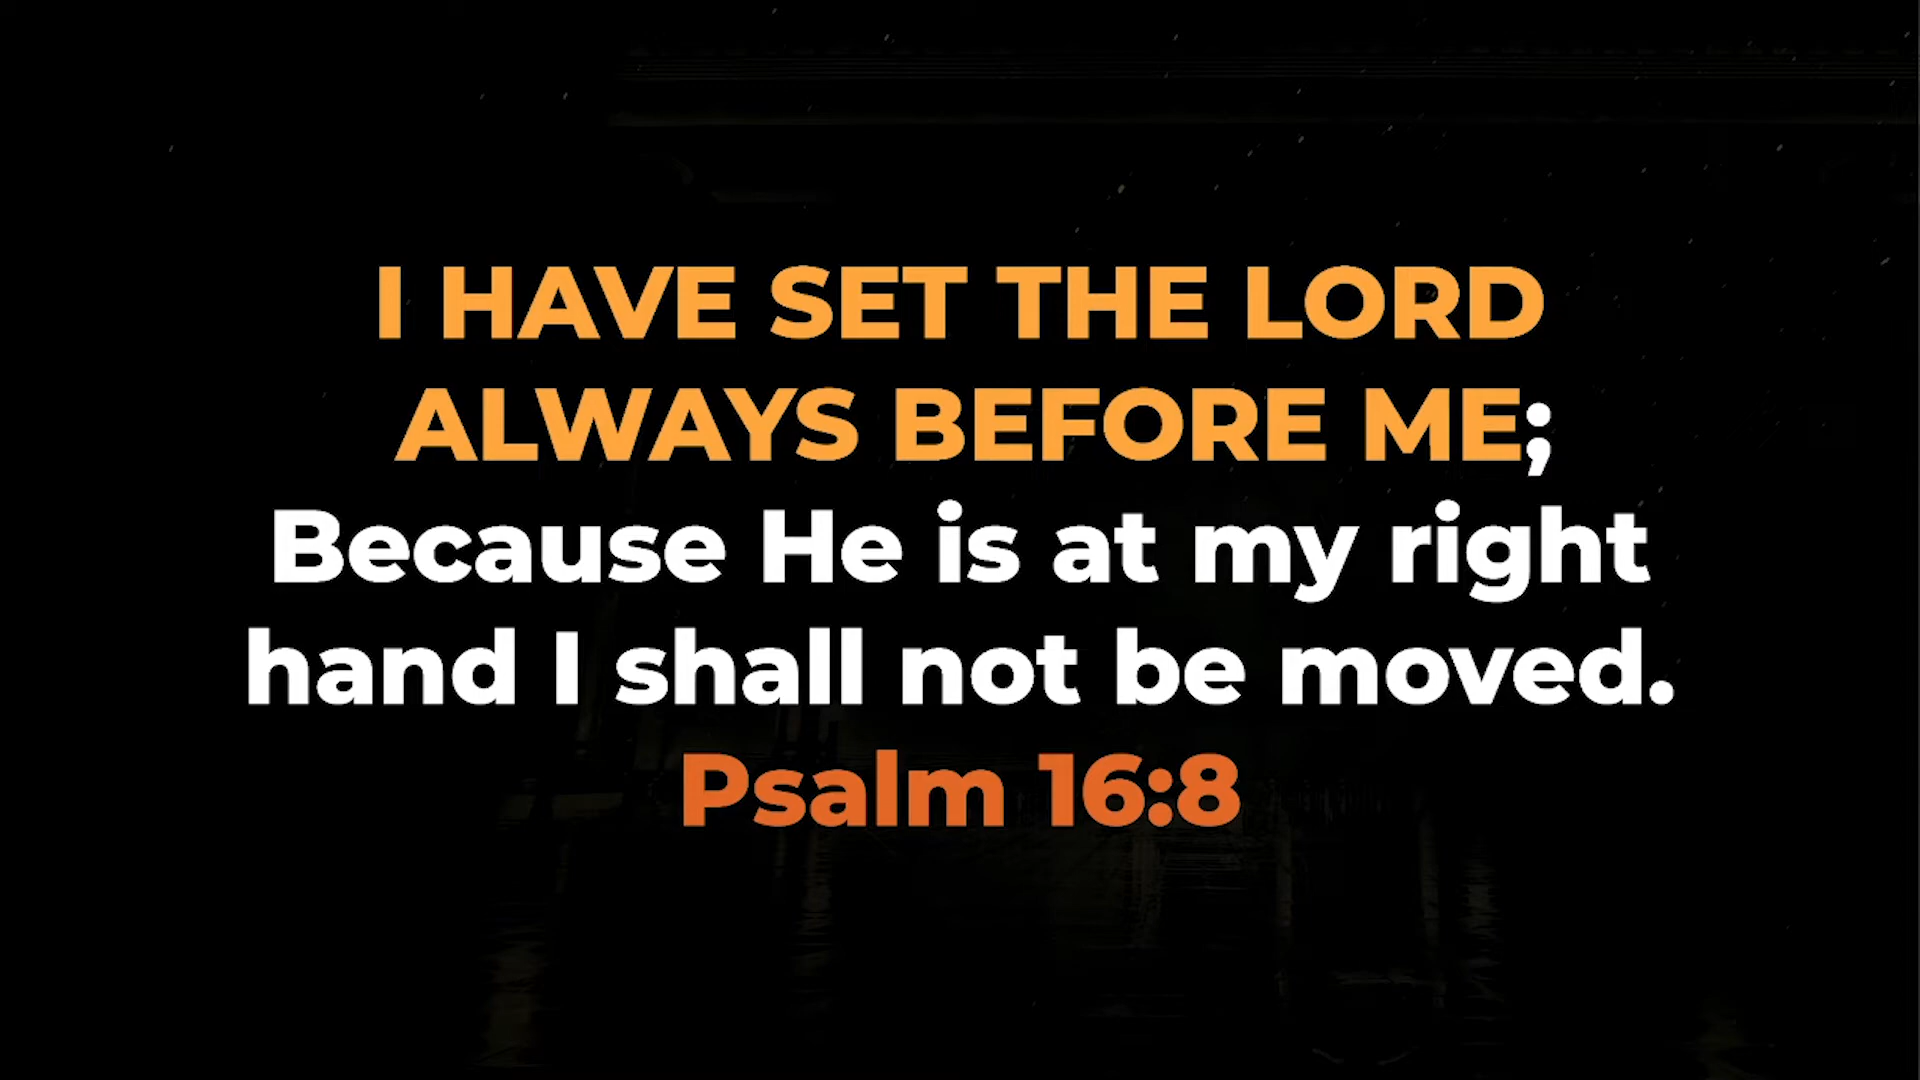 I HAVE SET THE LORD
ALWAYS BEFORE ME;
Because He is at my right
hand I shall not be moved.
Psalm 16:8